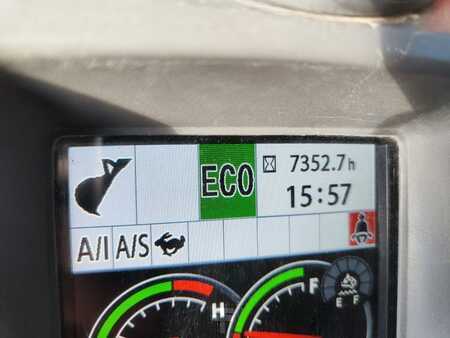 ECO
7352.7h
15:57
A/I A/S
H F E F